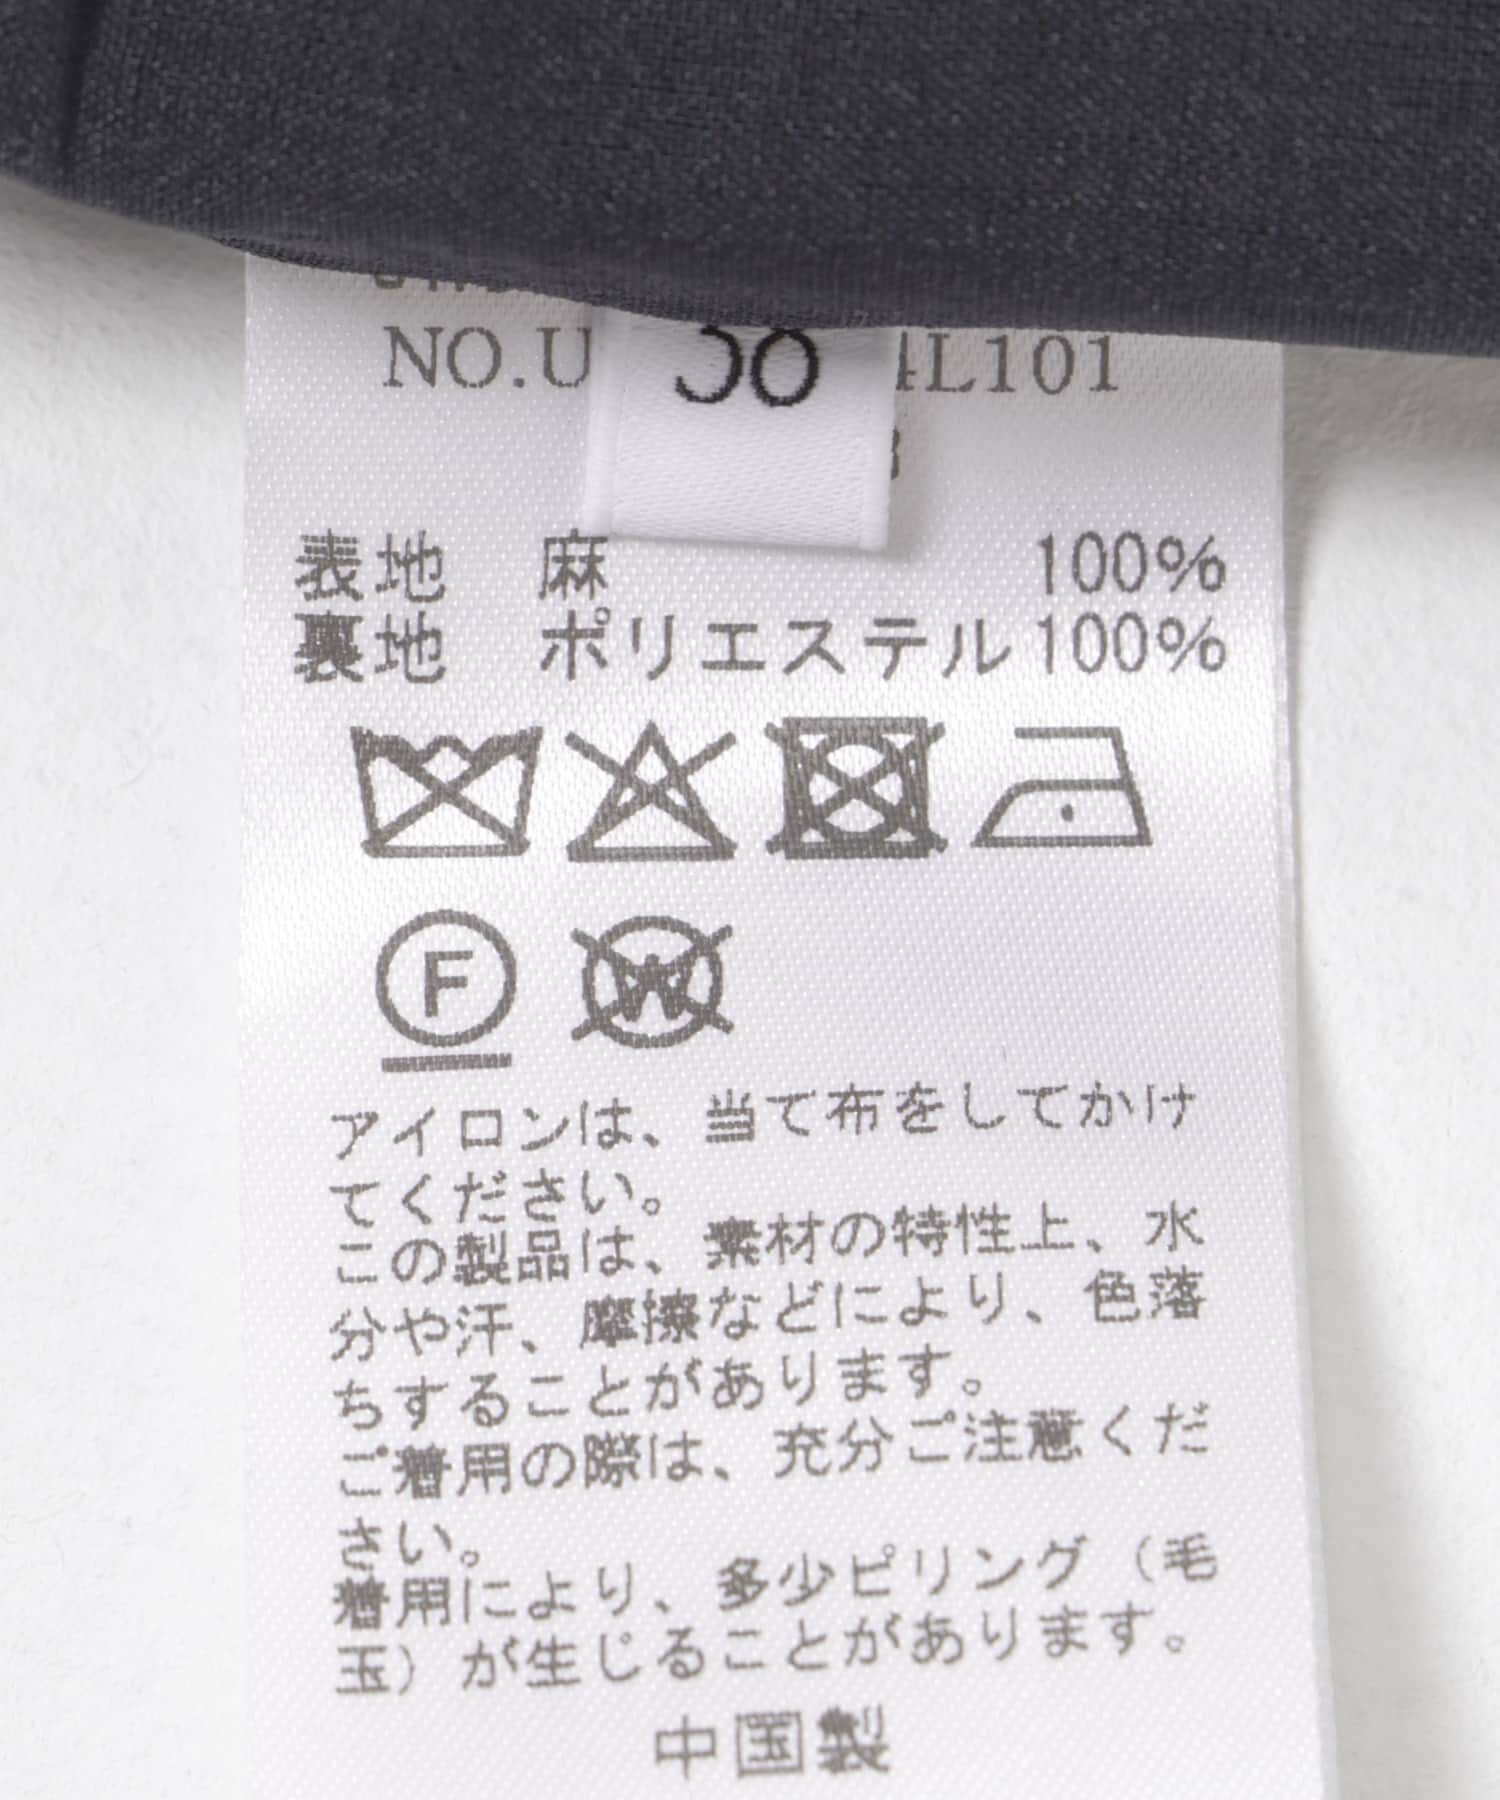 NO.U
4L101
表地 麻 100%
裏地 ポリエステル100%
F
W
アイロンは、当て布をしてかけ
てください。
この製品は、素材の特性上、水
分や汗、摩擦などにより、色落
ちすることがあります。
ご着用の際は、充分ご注意くだ
さい。
着用により、多少ピリング（毛
玉）が生じることがあります。
中国製